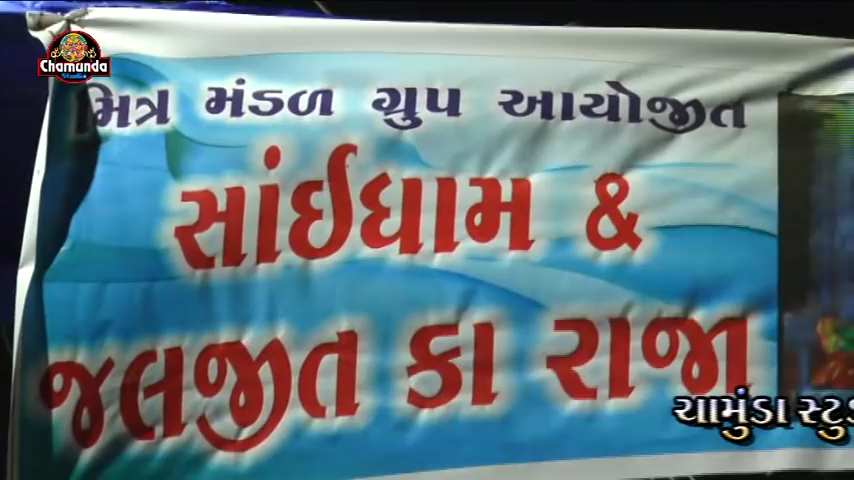 Chamunda
મિત્ર મંડળ ગ્રુપ આયોજીત
સાંઈધામ &
જલજીત કા રાજા
ચામુંડા